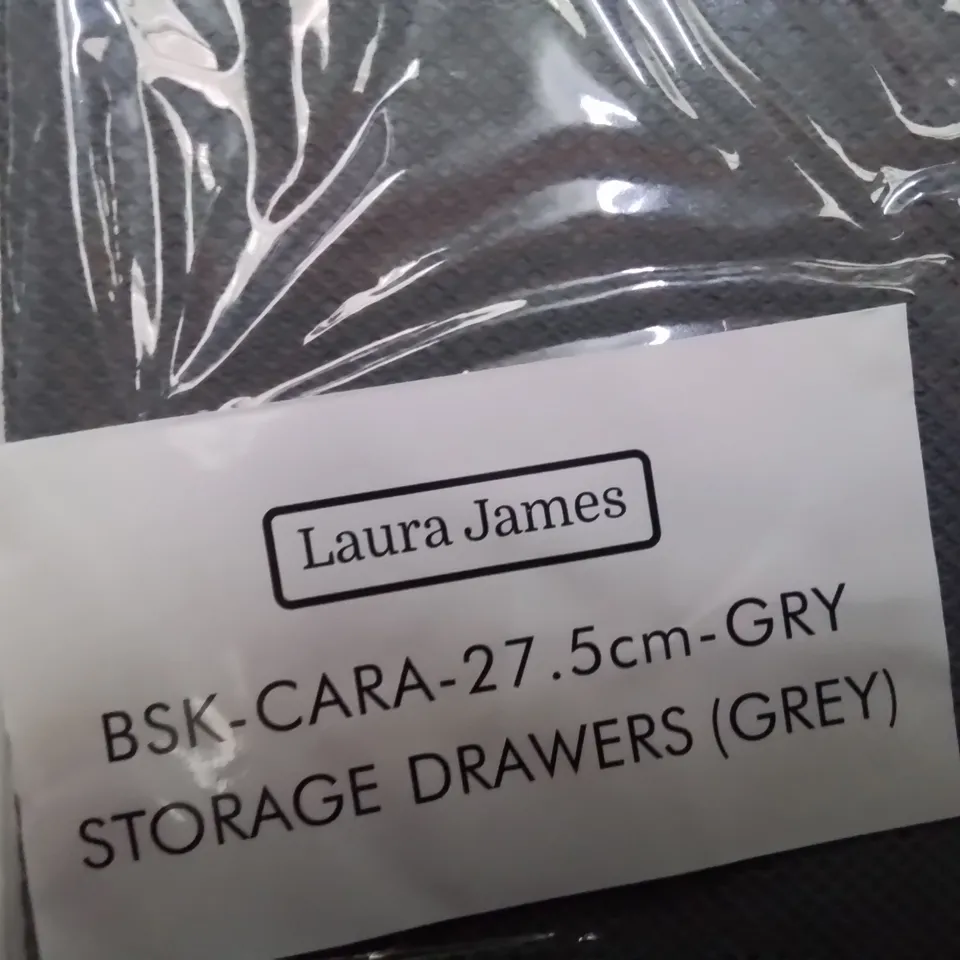 Laura James
BSK-CARA-27.5cm-GRY
STORAGE DRAWERS (GREY)